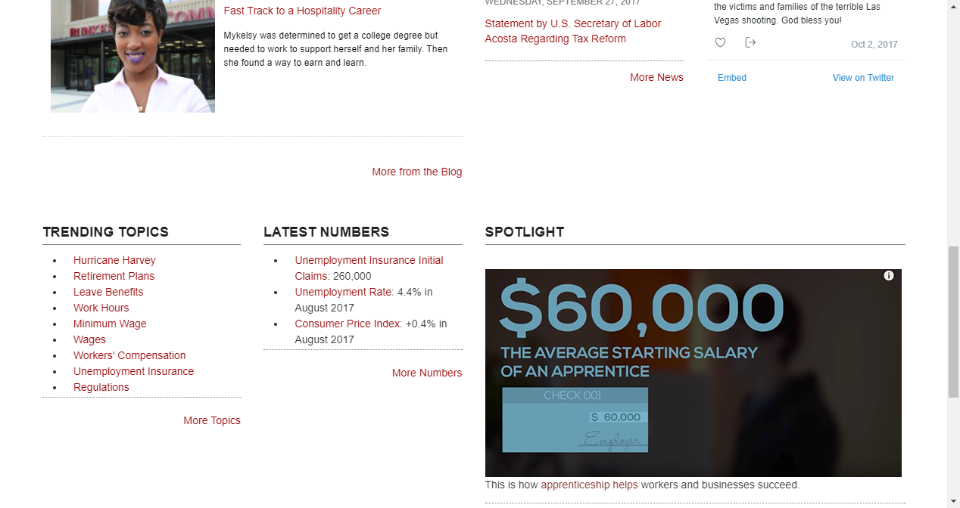 Fast Track to a Hospitality Career
Mykelsy was determined to get a college degree but
needed to work to support herself and her family. Then
she found a way to earn and learn.
More from the Blog
WEDNESDAY, SEPTEMBER 27, 2017
Statement by U.S. Secretary of Labor
Acosta Regarding Tax Reform
More News
the victims and families of the terrible Las
Vegas shooting. God bless you!
Oct 2, 2017
Embed
View on Twitter
TRENDING TOPICS
• Hurricane Harvey
• Retirement Plans
• Leave Benefits
• Work Hours
• Minimum Wage
• Wages
• Workers' Compensation
• Unemployment Insurance
• Regulations
More Topics
LATEST NUMBERS
• Unemployment Insurance Initial
Claims: 260,000
• Unemployment Rate: 4.4% in
August 2017
• Consumer Price Index: +0.4% in
August 2017
More Numbers
SPOTLIGHT
$60,000
THE AVERAGE STARTING SALARY
OF AN APPRENTICE
CHECK 001
$ 60,000
Employer
This is how apprenticeship helps workers and businesses succeed.